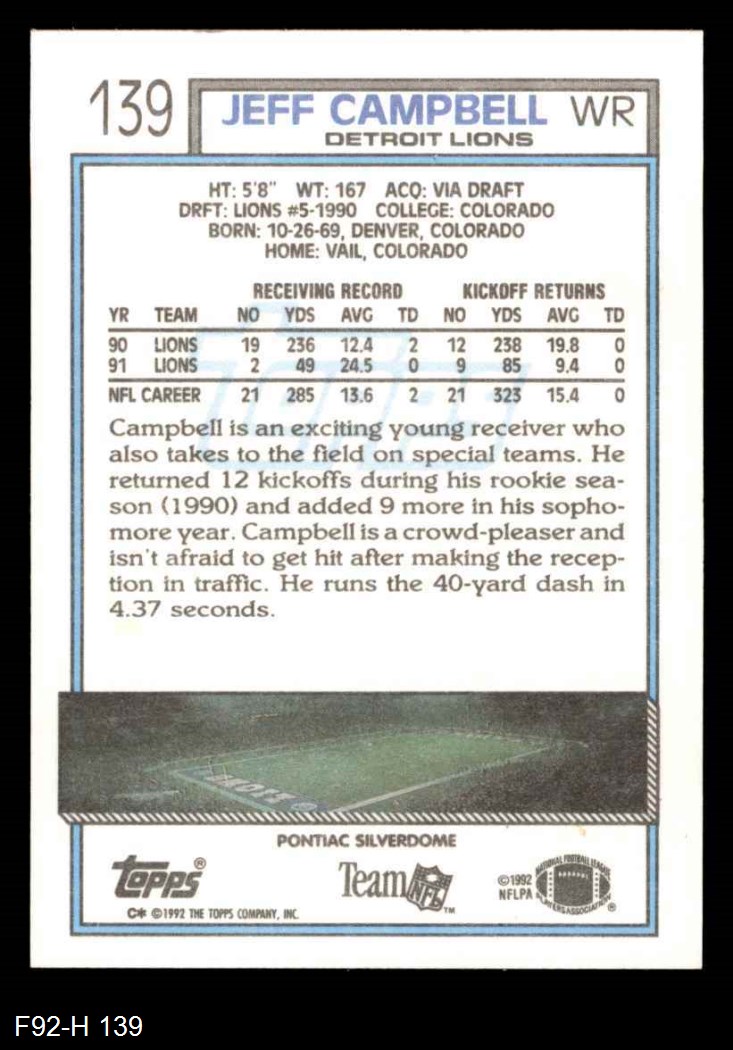 139
JEFF CAMPBELL WR
DETROIT LIONS
HT: 5'8" WT: 167 ACQ: VIA DRAFT
DRFT: LIONS #5-1990 COLLEGE: COLORADO
BORN: 10-26-69, DENVER, COLORADO
HOME: VAIL, COLORADO
RECEIVING RECORD KICKOFF RETURNS
YR TEAM NO YDS AVG TD NO YDS AVG TD
90 LIONS 19 236 12.4 2 12 238 19.8 0
91 LIONS 2 49 24.5 0 9 85 9.4 0
NFL CAREER 21 285 13.6 2 21 323 15.4 0
Topps
Campbell is an exciting young receiver who
also takes to the field on special teams. He
returned 12 kickoffs during his rookie sea-
son (1990) and added 9 more in his sopho-
more year. Campbell is a crowd-pleaser and
isn't afraid to get hit after making the recep-
tion in traffic. He runs the 40-yard dash in
4.37 seconds.
LIONS
PONTIAC SILVERDOME
Topps®
Team NFL™
©1992
NFLPA
NATIONAL FOOTBALL LEAGUE
PLAYERS ASSOCIATION®
C* ©1992 THE TOPPS COMPANY, INC.
F92-H 139